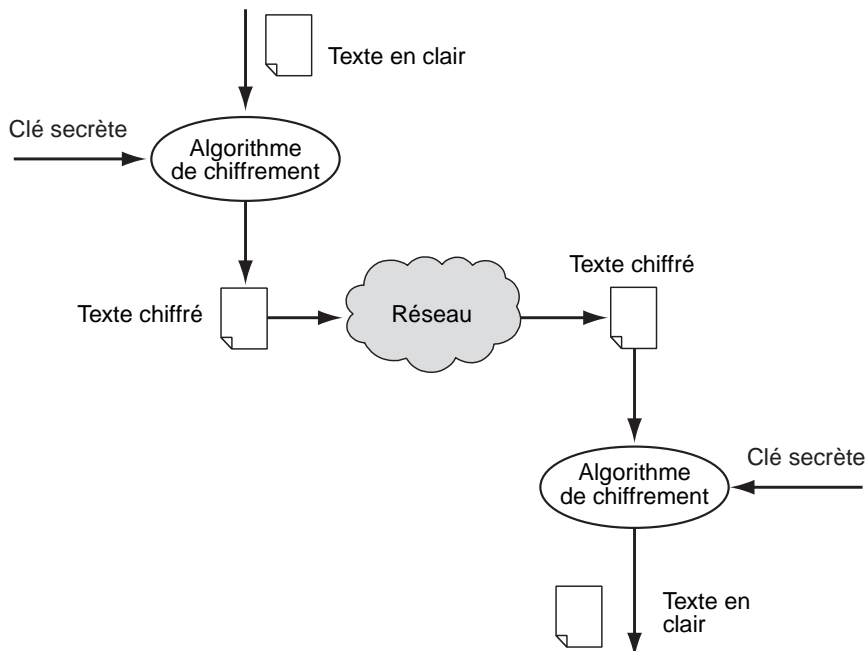 Texte en clair
Clé secrète
Algorithme
de chiffrement
Texte chiffré
Réseau
Texte chiffré
Algorithme
de chiffrement
Clé secrète
Texte en
clair